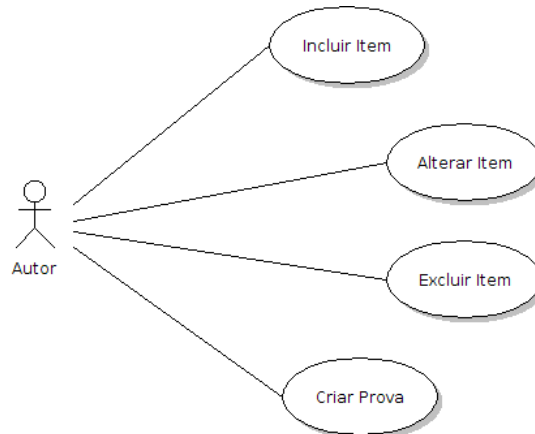 Incluir Item
Alterar Item
Autor
Excluir Item
Criar Prova